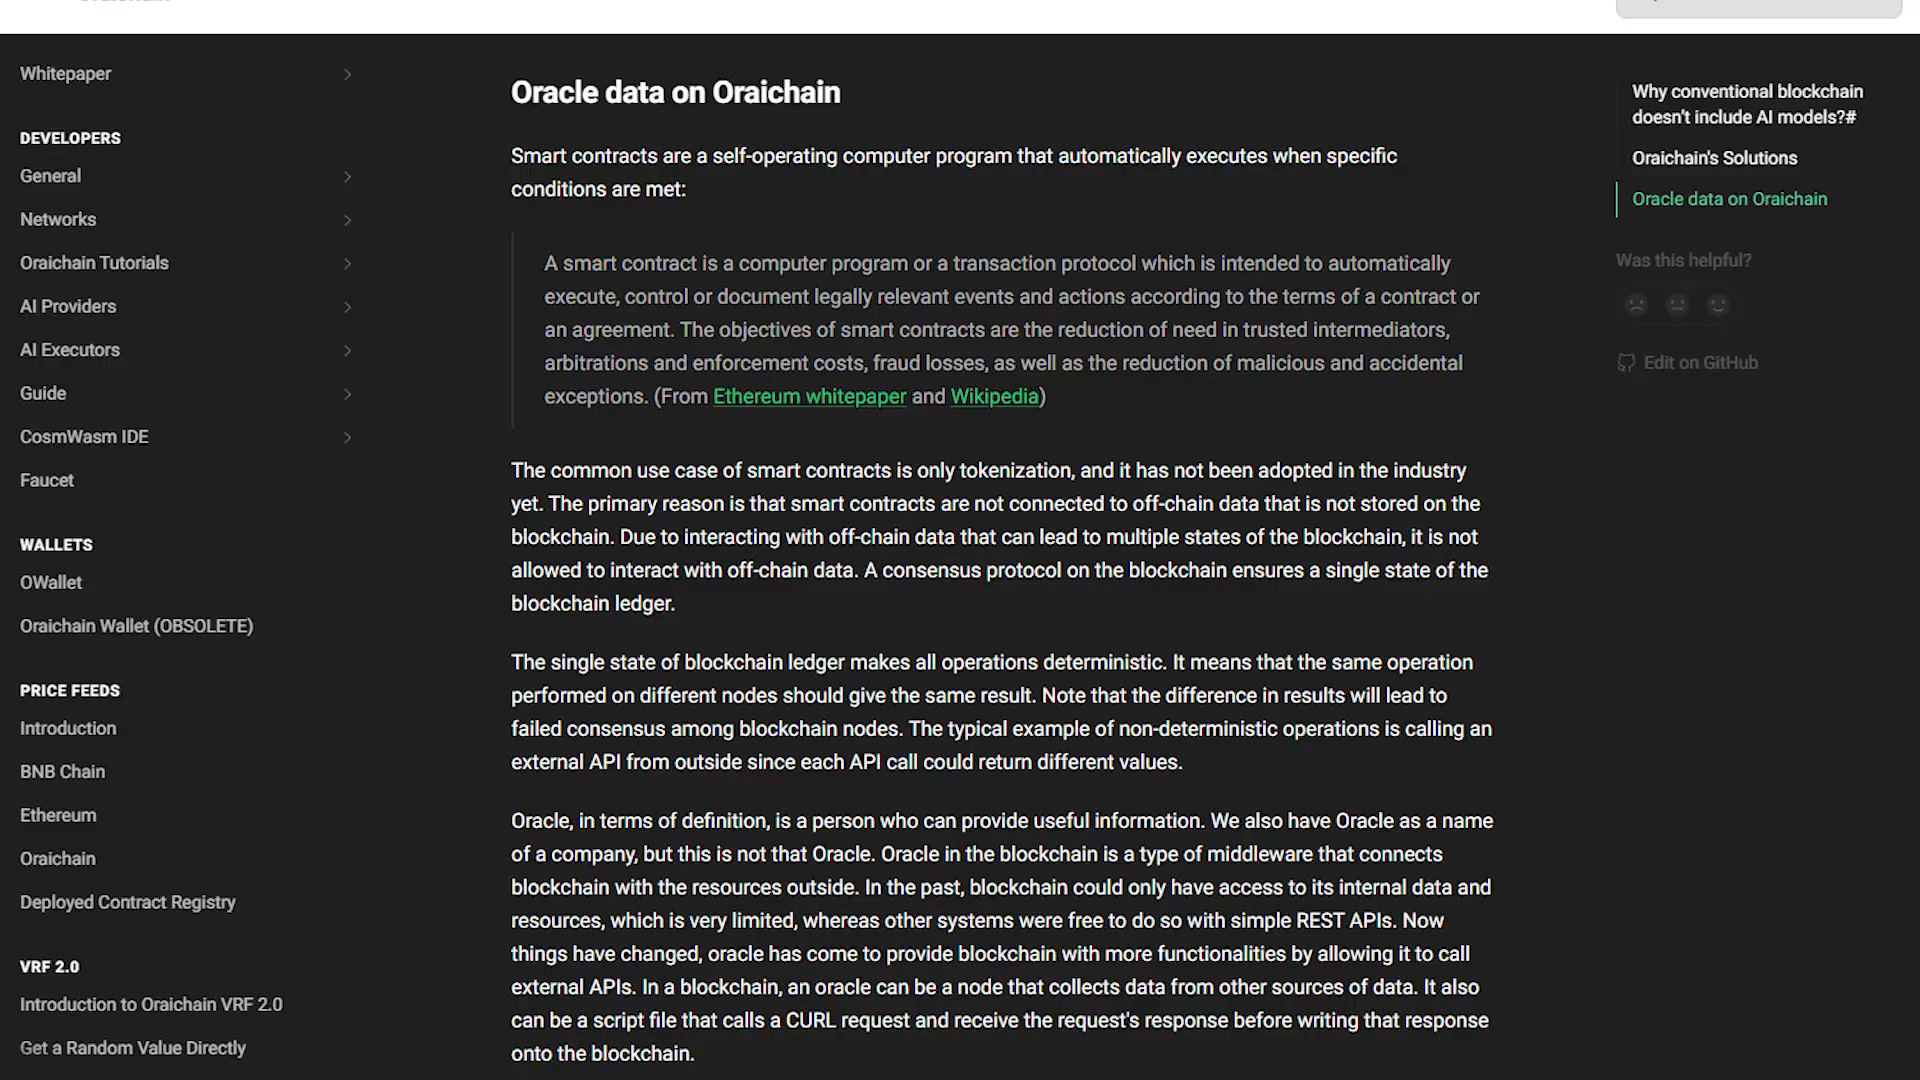 Whitepaper
DEVELOPERS
General
Networks
Oraichain Tutorials
AI Providers
AI Executors
Guide
CosmWasm IDE
Faucet
WALLETS
OWallet
Oraichain Wallet (OBSOLETE)
PRICE FEEDS
Introduction
BNB Chain
Ethereum
Oraichain
Deployed Contract Registry
VRF 2.0
Introduction to Oraichain VRF 2.0
Get a Random Value Directly
Oracle data on Oraichain
Smart contracts are a self-operating computer program that automatically executes when specific
conditions are met:
A smart contract is a computer program or a transaction protocol which is intended to automatically
execute, control or document legally relevant events and actions according to the terms of a contract or
an agreement. The objectives of smart contracts are the reduction of need in trusted intermediators,
arbitrations and enforcement costs, fraud losses, as well as the reduction of malicious and accidental
exceptions. (From Ethereum whitepaper and Wikipedia)
The common use case of smart contracts is only tokenization, and it has not been adopted in the industry
yet. The primary reason is that smart contracts are not connected to off-chain data that is not stored on the
blockchain. Due to interacting with off-chain data that can lead to multiple states of the blockchain, it is not
allowed to interact with off-chain data. A consensus protocol on the blockchain ensures a single state of the
blockchain ledger.
The single state of blockchain ledger makes all operations deterministic. It means that the same operation
performed on different nodes should give the same result. Note that the difference in results will lead to
failed consensus among blockchain nodes. The typical example of non-deterministic operations is calling an
external API from outside since each API call could return different values.
Oracle, in terms of definition, is a person who can provide useful information. We also have Oracle as a name
of a company, but this is not that Oracle. Oracle in the blockchain is a type of middleware that connects
blockchain with the resources outside. In the past, blockchain could only have access to its internal data and
resources, which is very limited, whereas other systems were free to do so with simple REST APIs. Now
things have changed, oracle has come to provide blockchain with more functionalities by allowing it to call
external APIs. In a blockchain, an oracle can be a node that collects data from other sources of data. It also
can be a script file that calls a CURL request and receive the request's response before writing that response
onto the blockchain.
Why conventional blockchain
doesn't include AI models?#
Oraichain's Solutions
Oracle data on Oraichain
Was this helpful?
Edit on GitHub